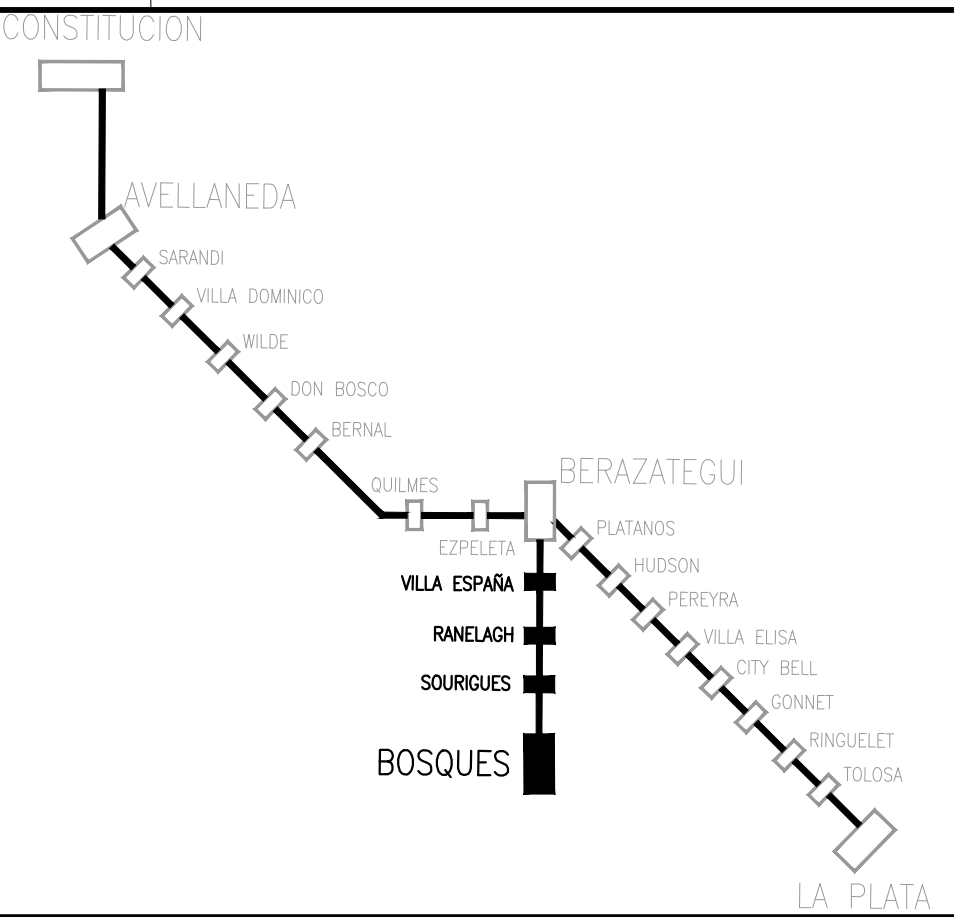 CONSTITUCION
AVELLANEDA
SARANDI
VILLA DOMINICO
WILDE
DON BOSCO
BERNAL
QUILMES
EZPELETA
BERAZATEGUI
PLATANOS
HUDSON
PEREYRA
VILLA ELISA
CITY BELL
GONNET
RINGUELET
TOLOSA
LA PLATA
VILLA ESPAÑA
RANELAGH
SOURIGUES
BOSQUES